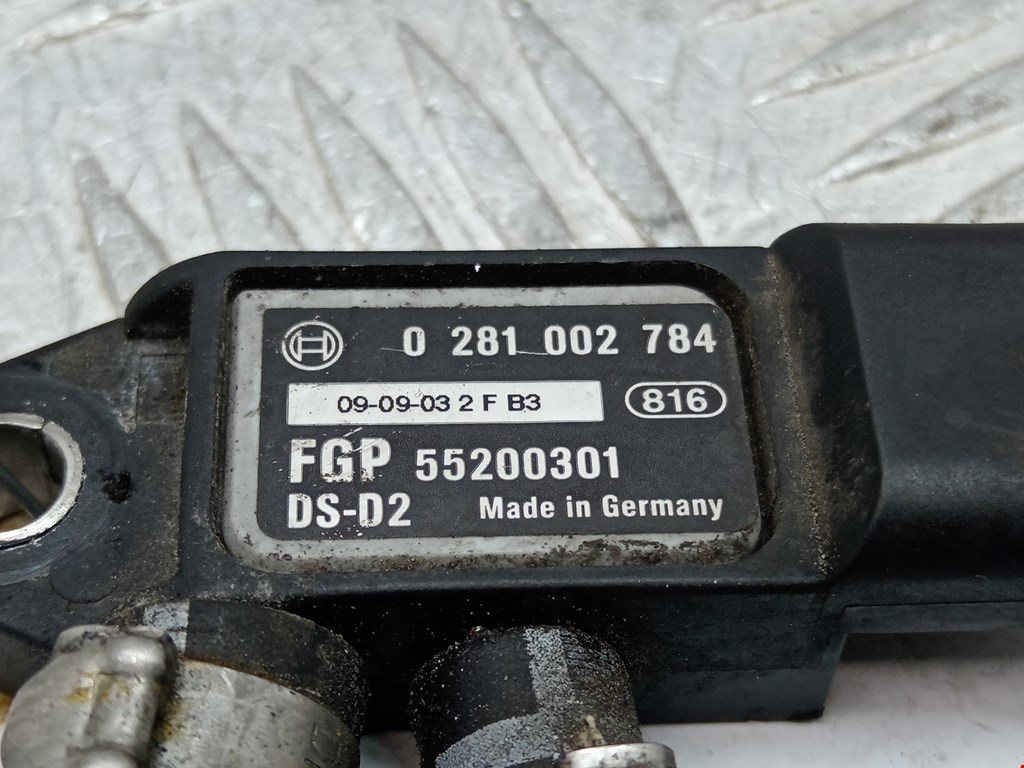 0 281 002 784
09-09-03 2 F B3
816
FGP 55200301
DS-D2 Made in Germany